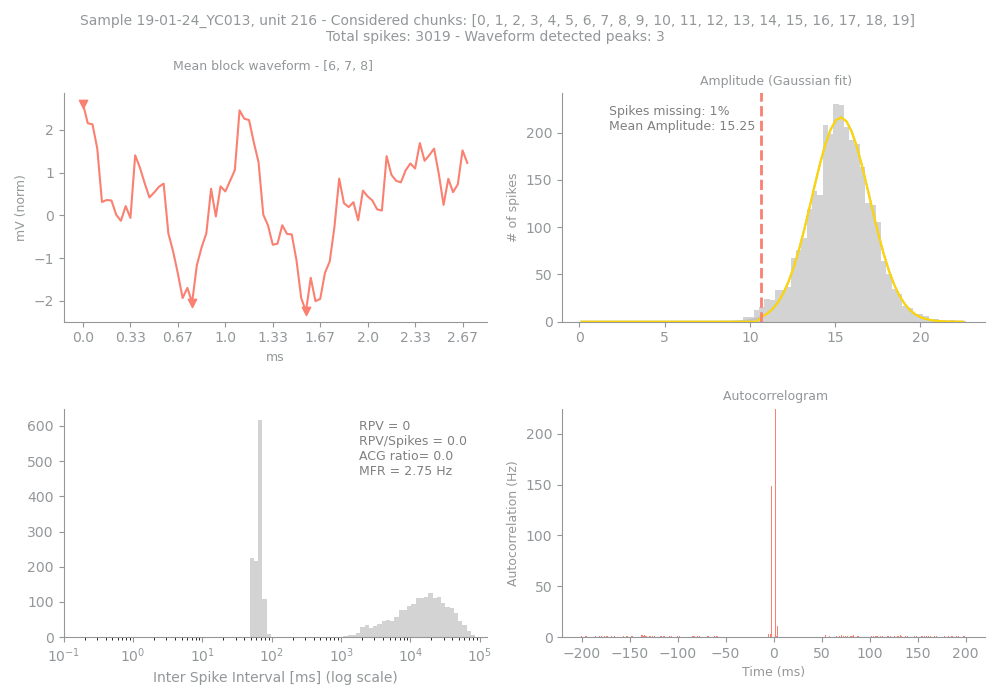 Sample 19-01-24_YC013, unit 216 - Considered chunks: [0, 1, 2, 3, 4, 5, 6, 7, 8, 9, 10, 11, 12, 13, 14, 15, 16, 17, 18, 19]
Total spikes: 3019 - Waveform detected peaks: 3
Mean block waveform - [6, 7, 8]
mV (norm)
2
1
0
−1
−2
0.0 0.33 0.67 1.0 1.33 1.67 2.0 2.33 2.67
ms
Amplitude (Gaussian fit)
Spikes missing: 1%
Mean Amplitude: 15.25
# of spikes
200
150
100
50
0
0 5 10 15 20
600
500
400
300
200
100
0
RPV = 0
RPV/Spikes = 0.0
ACG ratio= 0.0
MFR = 2.75 Hz
10⁻¹ 10⁰ 10¹ 10² 10³ 10⁴ 10⁵
Inter Spike Interval [ms] (log scale)
Autocorrelogram
Autocorrelation (Hz)
200
150
100
50
0
−200 −150 −100 −50 0 50 100 150 200
Time (ms)